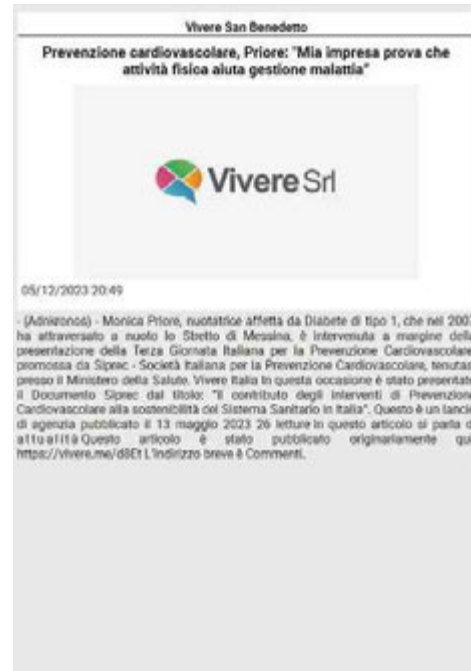 Vivere San Benedetto
Prevenzione cardiovascolare, Priore: "Mia impresa prova che
attività fisica aiuta gestione malattia"
Vivere Srl
05/12/2023 20:49
- (Adnkronos) - Monica Priore, nuotatrice affetta da Diabete di tipo 1, che nel 2007
ha attraversato a nuoto lo Stretto di Messina, è intervenuta a margine della
presentazione della Terza Giornata Italiana per la Prevenzione Cardiovascolare
promossa da Siprec - Società Italiana per la Prevenzione Cardiovascolare, tenutasi
presso il Ministero della Salute. Vivere Italia In questa occasione è stato presentato
il Documento Siprec dal titolo: "Il contributo degli interventi di Prevenzione
Cardiovascolare alla sostenibilità del Sistema Sanitario in Italia". Questo è un lancio
di agenzia pubblicato il 13 maggio 2023 26 letture In questo articolo si parla di
attualità Questo articolo è stato pubblicato originariamente qui
https://vivere.me/d8Et L'indirizzo breve è Commenti.